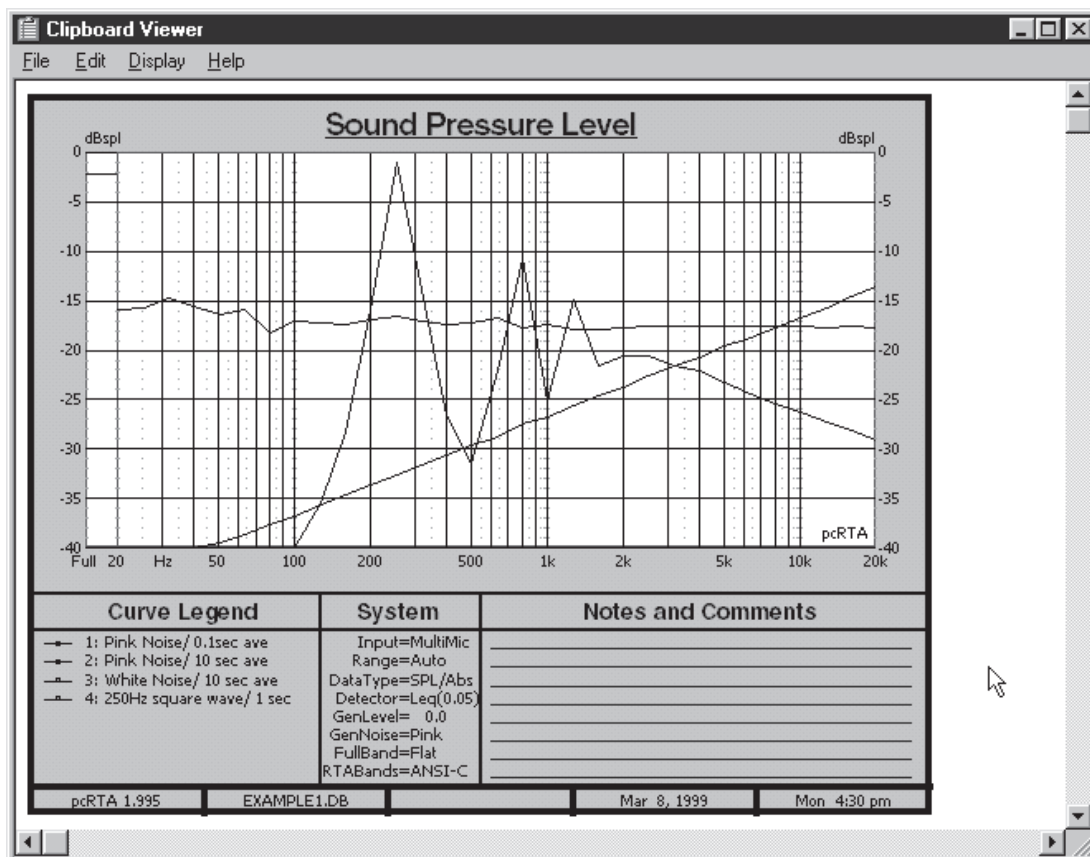 Clipboard Viewer
File Edit Display Help
Sound Pressure Level
dBspl dBspl
0 0
-5 -5
-10 -10
-15 -15
-20 -20
-25 -25
-30 -30
-35 -35
pcRTA
-40 -40
Full 20 Hz 50 100 200 500 1k 2k 5k 10k 20k
Curve Legend
1: Pink Noise/ 0.1sec ave
2: Pink Noise/ 10 sec ave
3: White Noise/ 10 sec ave
4: 250Hz square wave/ 1 sec
System
Input=MultiMic
Range=Auto
DataType=SPL/Abs
Detector=Leq(0.05)
GenLevel= 0.0
GenNoise=Pink
FullBand=Flat
RTABands=ANSI-C
Notes and Comments
pcRTA 1.995 EXAMPLE1.DB Mar 8, 1999 Mon 4:30 pm